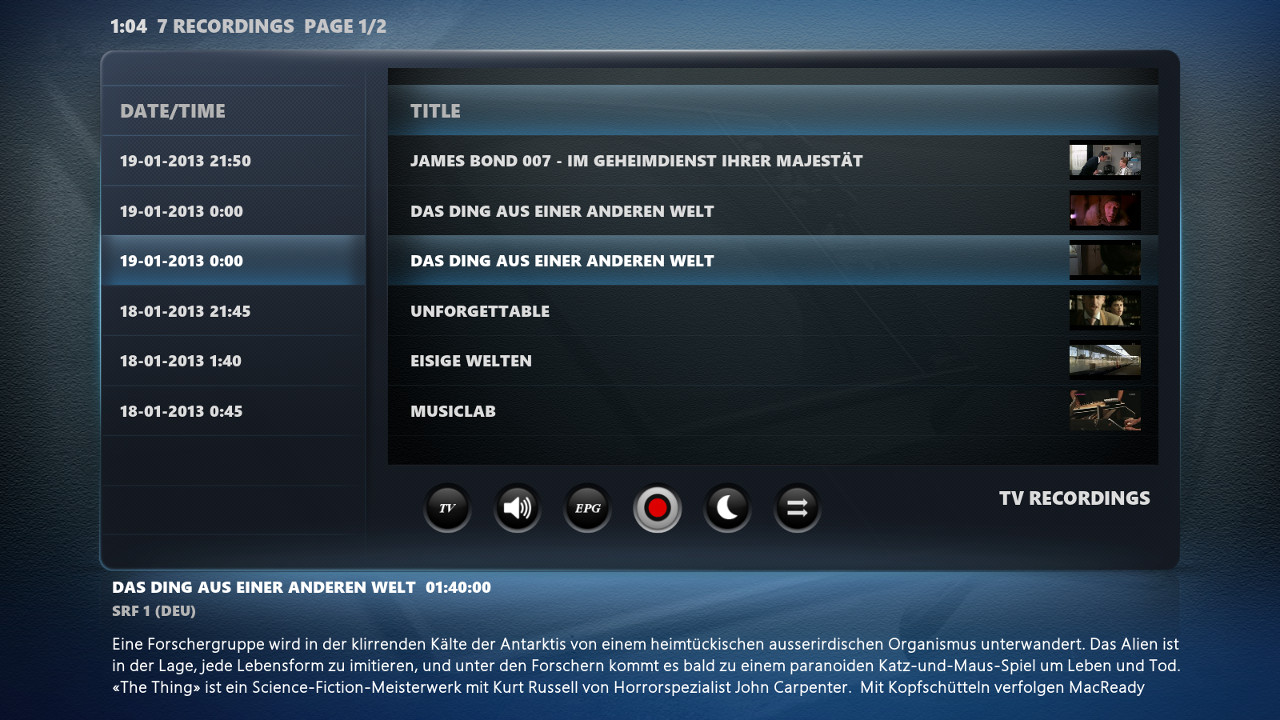 1:04 7 RECORDINGS PAGE 1/2
DATE/TIME TITLE
19-01-2013 21:50 JAMES BOND 007 - IM GEHEIMDIENST IHRER MAJESTÄT
19-01-2013 0:00 DAS DING AUS EINER ANDEREN WELT
19-01-2013 0:00 DAS DING AUS EINER ANDEREN WELT
18-01-2013 21:45 UNFORGETTABLE
18-01-2013 1:40 EISIGE WELTEN
18-01-2013 0:45 MUSICLAB
TV EPG TV RECORDINGS
DAS DING AUS EINER ANDEREN WELT 01:40:00
SRF 1 (DEU)
Eine Forschergruppe wird in der klirrenden Kälte der Antarktis von einem heimtückischen ausserirdischen Organismus unterwandert. Das Alien ist
in der Lage, jede Lebensform zu imitieren, und unter den Forschern kommt es bald zu einem paranoiden Katz-und-Maus-Spiel um Leben und Tod.
«The Thing» ist ein Science-Fiction-Meisterwerk mit Kurt Russell von Horrorspezialist John Carpenter. Mit Kopfschütteln verfolgen MacReady